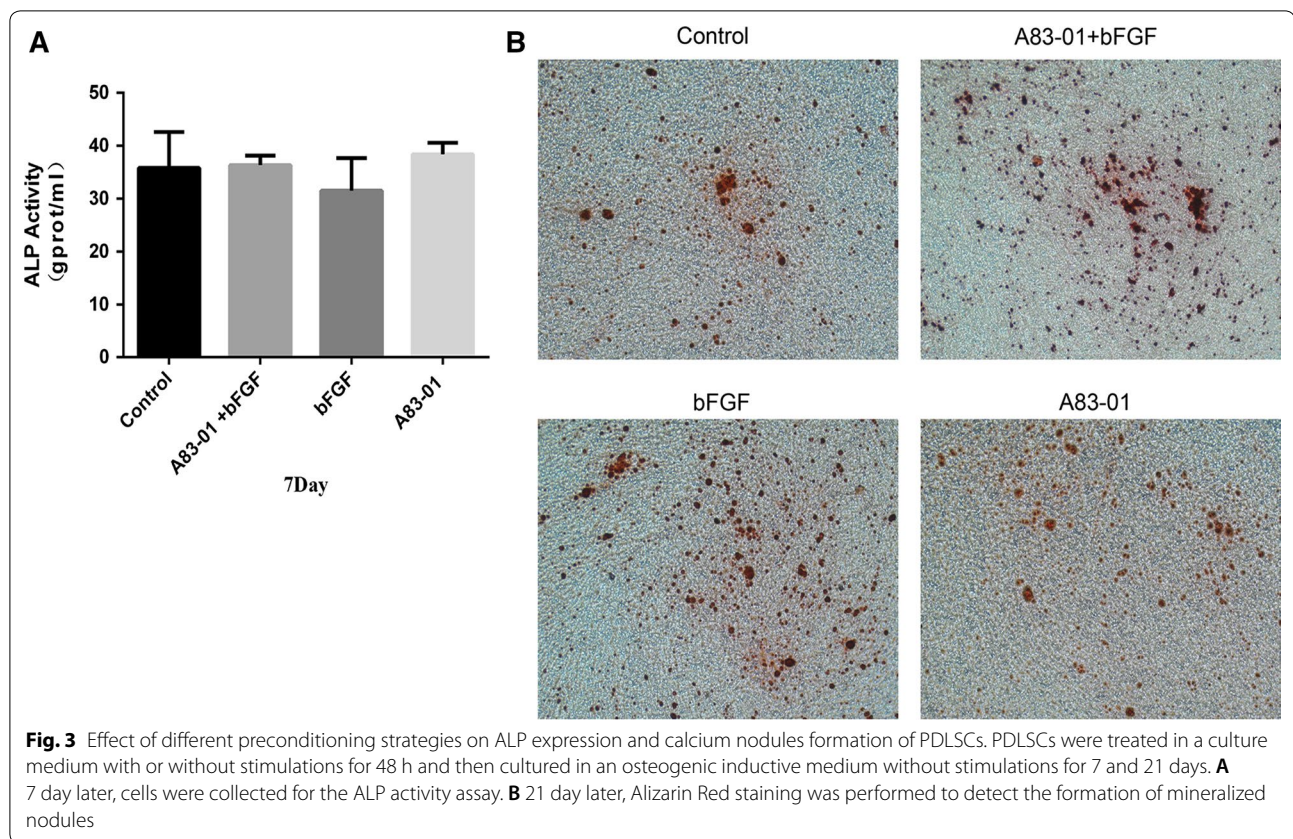 A
ALP Activity
（gprot/ml)
50
40
30
20
10
0
Control
A83-01 +bFGF
bFGF
A83-01
7Day
B
Control
A83-01+bFGF
bFGF
A83-01
Fig. 3 Effect of different preconditioning strategies on ALP expression and calcium nodules formation of PDLSCs. PDLSCs were treated in a culture
medium with or without stimulations for 48 h and then cultured in an osteogenic inductive medium without stimulations for 7 and 21 days. A
7 day later, cells were collected for the ALP activity assay. B 21 day later, Alizarin Red staining was performed to detect the formation of mineralized
nodules